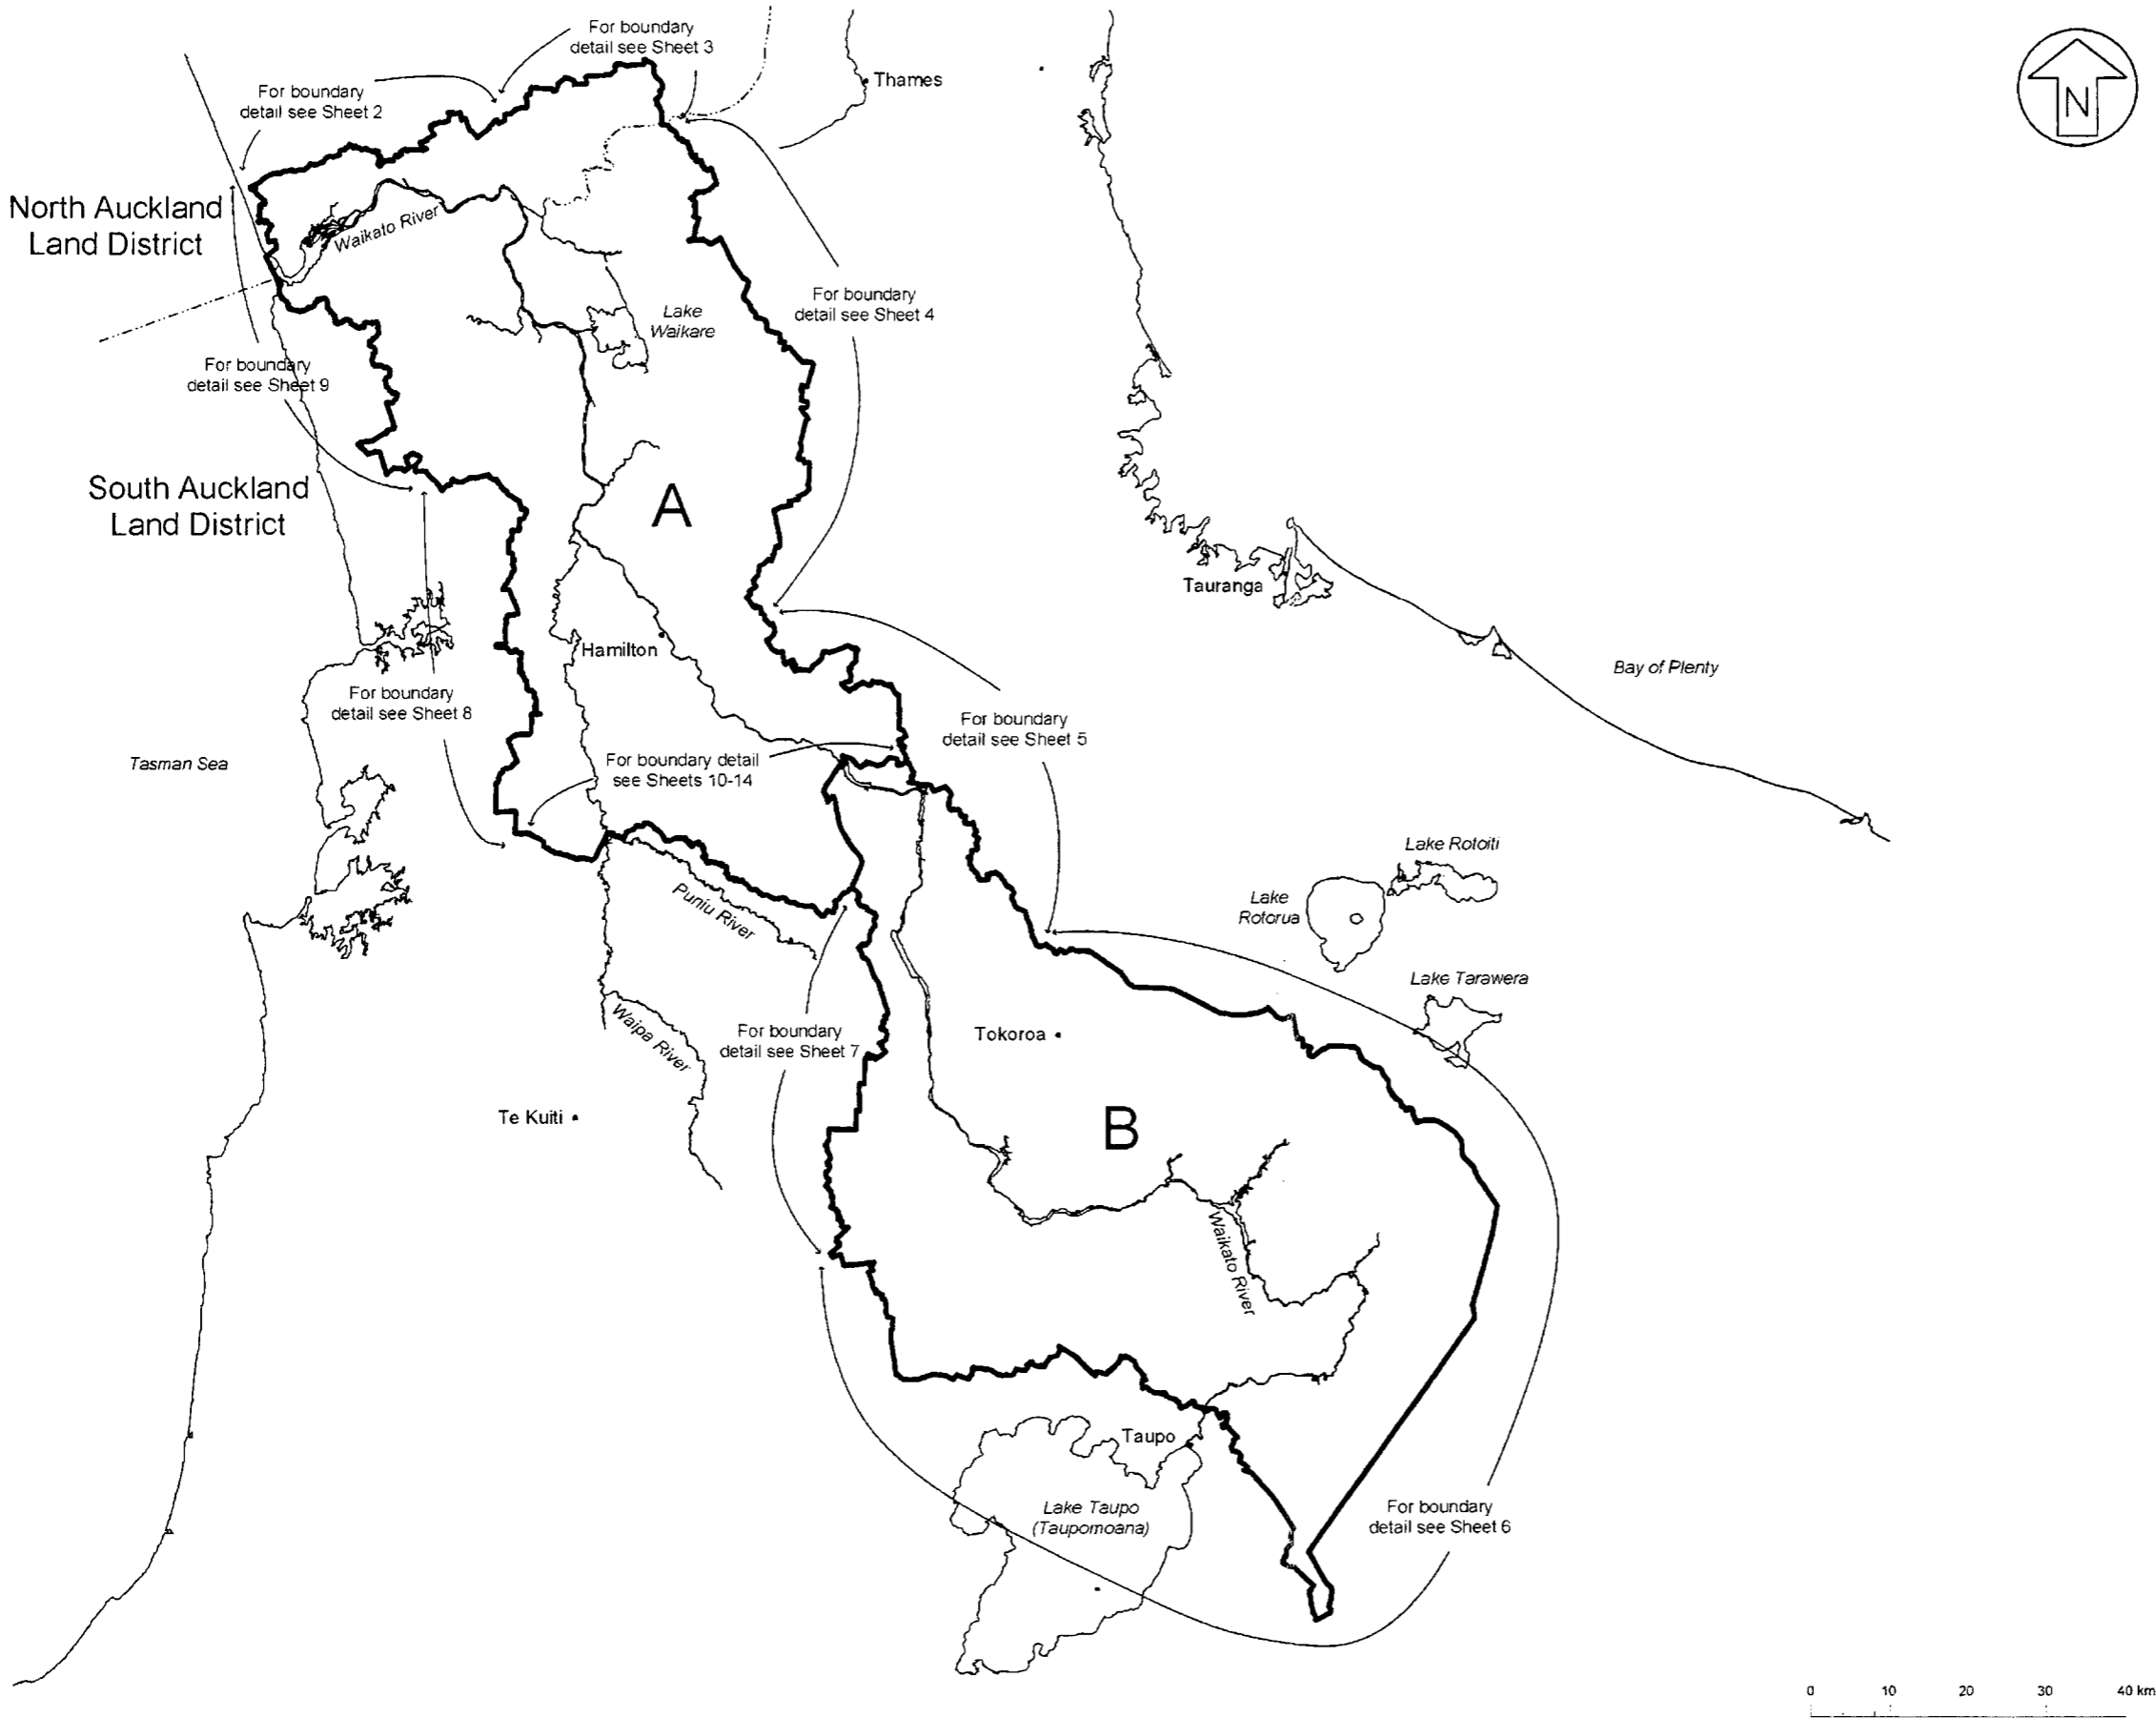 For boundary
detail see Sheet 3
Thames
For boundary
detail see Sheet 2
N
North Auckland
Land District
Waikato River
For boundary
detail see Sheet 4
Lake
Waikare
For boundary
detail see Sheet 9
South Auckland
Land District
A
Tauranga
Hamilton
Bay of Plenty
For boundary
detail see Sheet 8
For boundary
detail see Sheet 5
Tasman Sea
For boundary detail
see Sheets 10-14
Lake Rotoiti
Lake
Rotorua
Puniu River
Lake Tarawera
Waipa River
For boundary
detail see Sheet 7
Tokoroa
Te Kuiti
B
Waikato River
Taupo
Lake Taupo
(Taupomoana)
For boundary
detail see Sheet 6
0 10 20 30 40 km